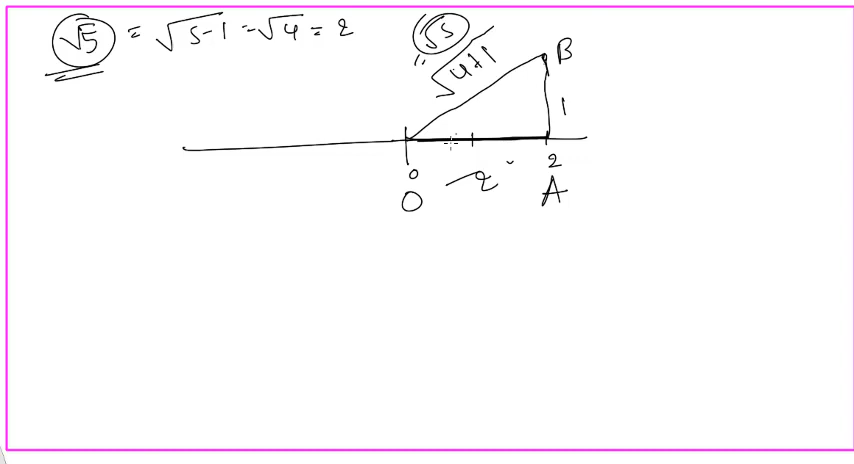 √5 = √5-1 = √4 = 2
√5
"
√4+1
B
1
0 2 2
O A